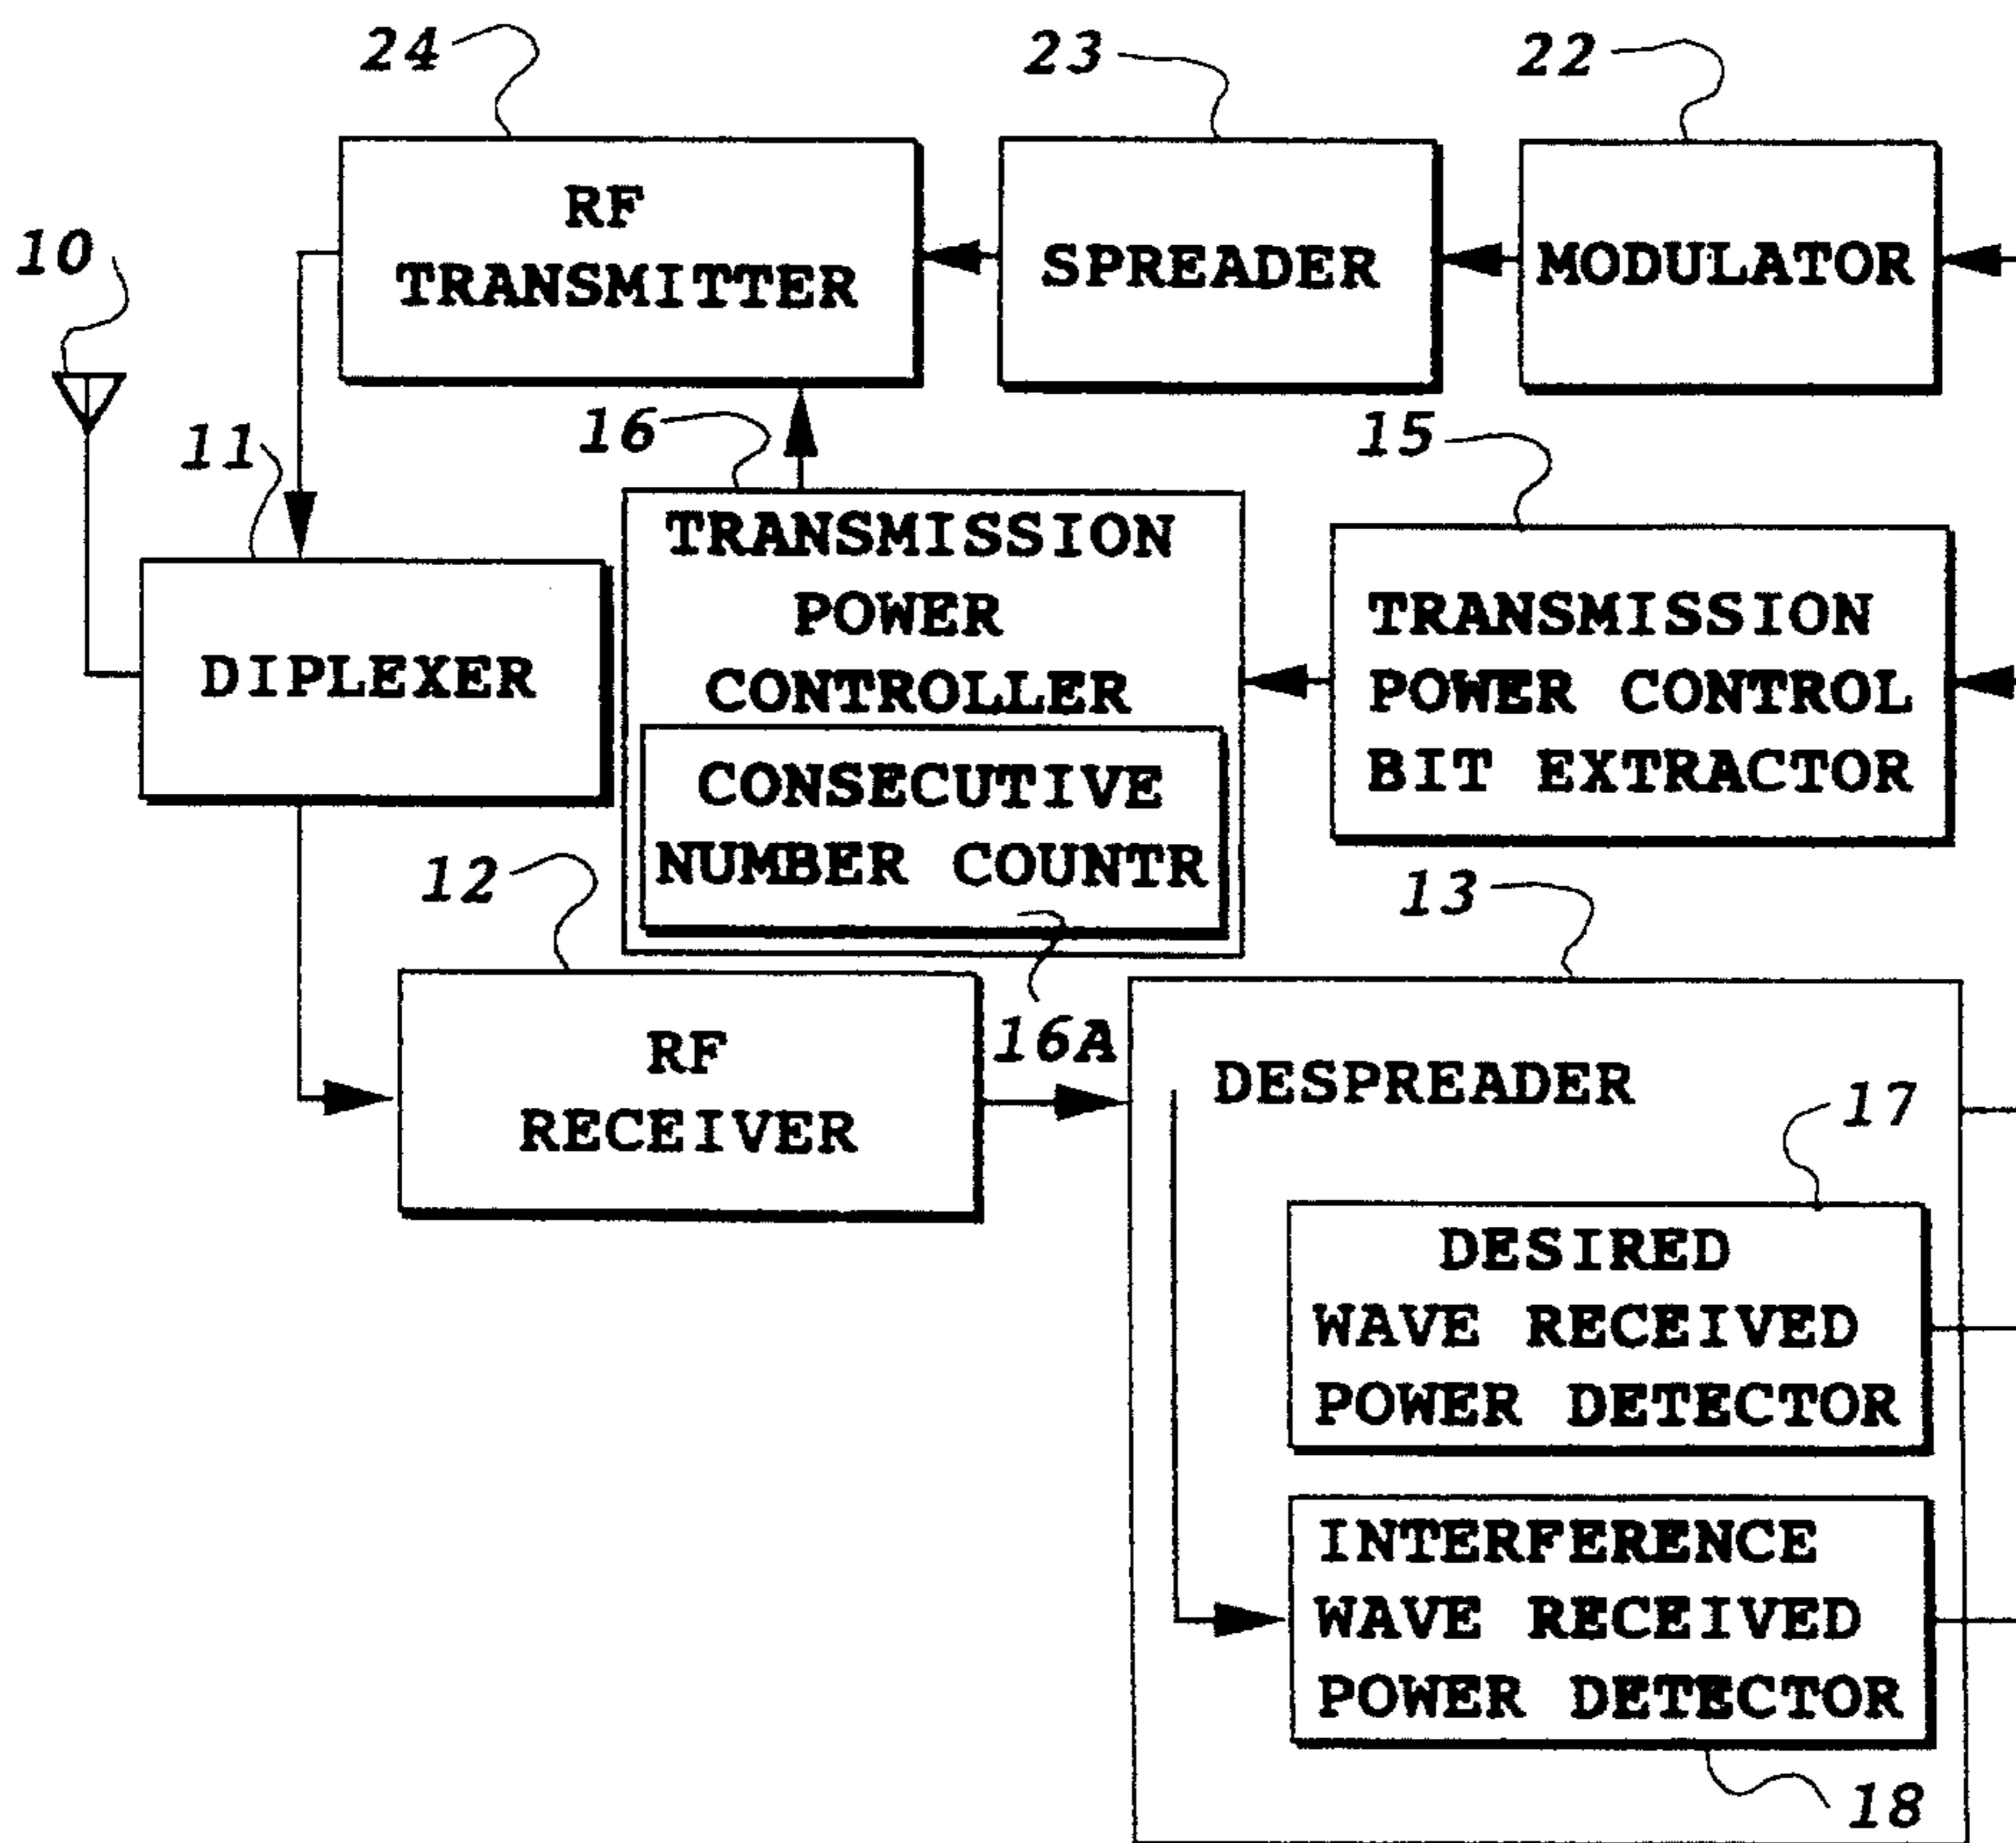 24
23
22
RF
TRANSMITTER
SPREADER
MODULATOR
10
11
16
15
DIPLEXER
TRANSMISSION
POWER
CONTROLLER
CONSECUTIVE
NUMBER COUNTR
TRANSMISSION
POWER CONTROL
BIT EXTRACTOR
12
16A
13
RF
RECEIVER
DESPREADER
17
DESIRED
WAVE RECEIVED
POWER DETECTOR
INTERFERENCE
WAVE RECEIVED
POWER DETECTOR
18